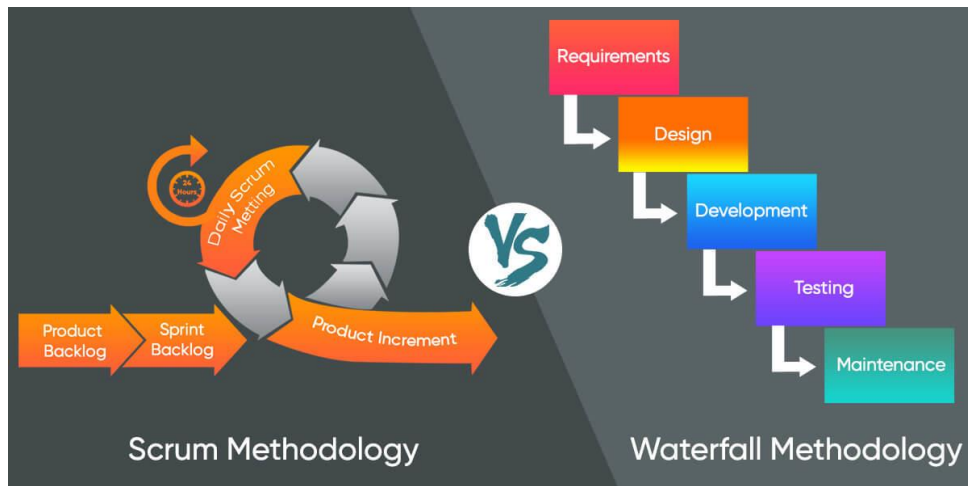 Product
Backlog
Sprint
Backlog
24
Hours
Daily Scrum
Metting
Product Increment
Scrum Methodology
VS
Requirements
Design
Development
Testing
Maintenance
Waterfall Methodology